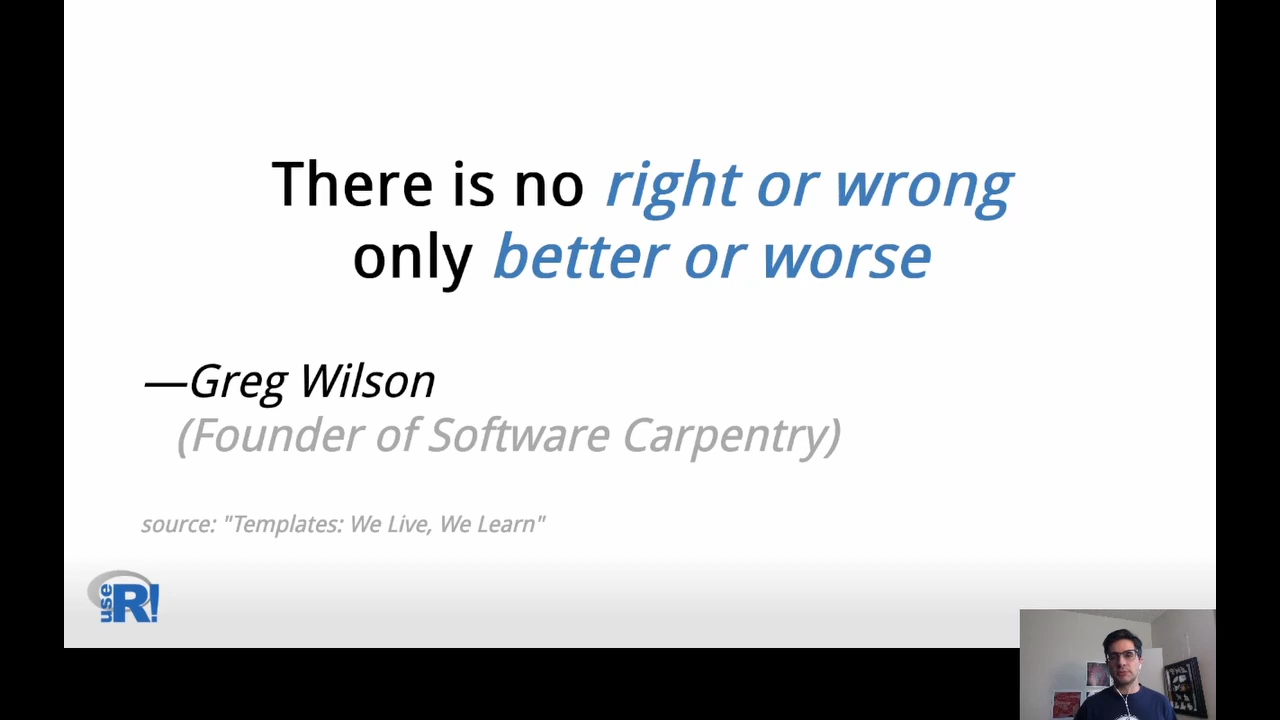 There is no right or wrong
only better or worse
—Greg Wilson
(Founder of Software Carpentry)
source: "Templates: We Live, We Learn"
use R!